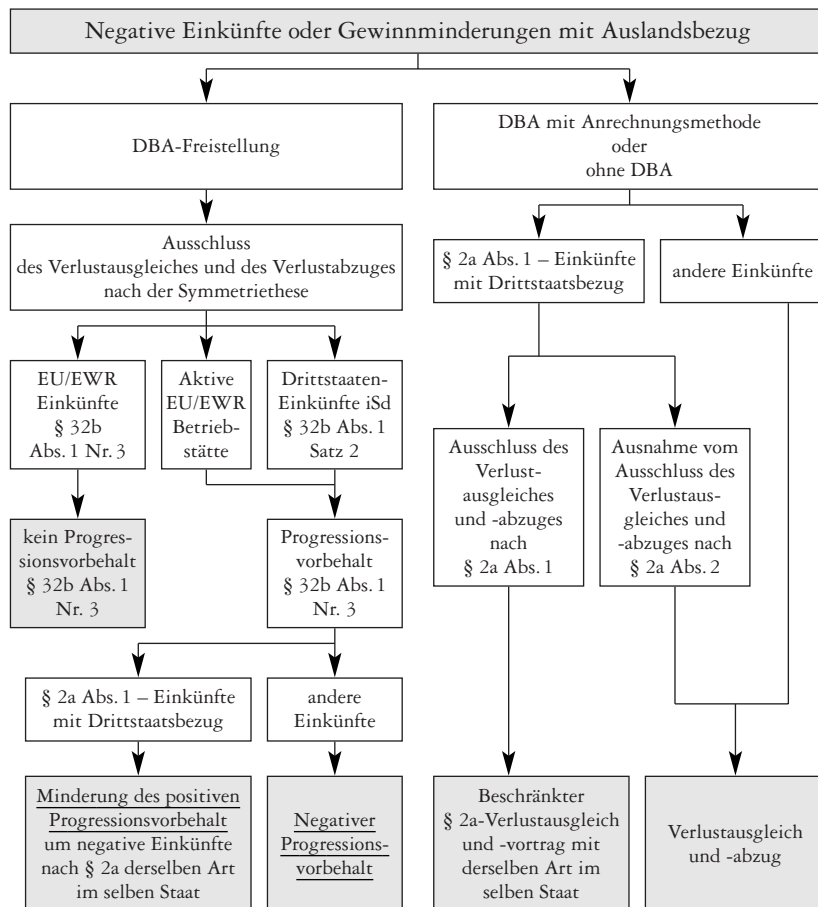 Negative Einkünfte oder Gewinnminderungen mit Auslandsbezug
DBA-Freistellung
DBA mit Anrechnungsmethode
oder
ohne DBA
Ausschluss
des Verlustausgleiches und des Verlustabzuges
nach der Symmetriethese
§ 2a Abs. 1 – Einkünfte
mit Drittstaatsbezug
andere Einkünfte
EU/EWR
Einkünfte
§ 32b
Abs. 1 Nr. 3
Aktive
EU/EWR
Betrieb-
stätte
Drittstaaten-
Einkünfte iSd
§ 32b Abs. 1
Satz 2
Ausschluss des
Verlust-
ausgleiches
und -abzuges
nach
§ 2a Abs. 1
Ausnahme vom
Ausschluss des
Verlustaus-
gleiches und
-abzuges nach
§ 2a Abs. 2
kein Progres-
sionsvorbehalt
§ 32b Abs. 1
Nr. 3
Progressions-
vorbehalt
§ 32b Abs. 1
Nr. 3
§ 2a Abs. 1 – Einkünfte
mit Drittstaatsbezug
andere
Einkünfte
Minderung des positiven
Progressionsvorbehalt
um negative Einkünfte
nach § 2a derselben Art
im selben Staat
Negativer
Progressions-
vorbehalt
Beschränkter
§ 2a-Verlustausgleich
und -vortrag mit
derselben Art im
selben Staat
Verlustausgleich
und -abzug